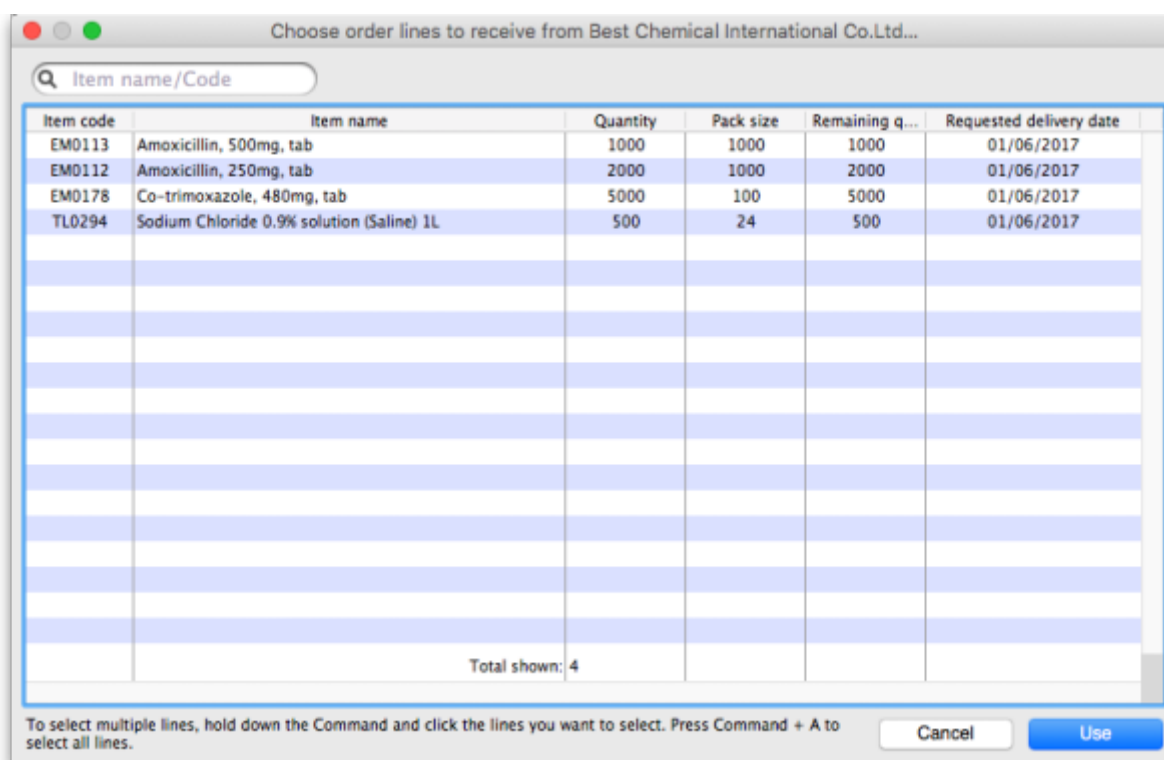 Choose order lines to receive from Best Chemical International Co.Ltd...
Item name/Code
Item code Item name Quantity Pack size Remaining q... Requested delivery date
EM0113 Amoxicillin, 500mg, tab 1000 1000 1000 01/06/2017
EM0112 Amoxicillin, 250mg, tab 2000 1000 2000 01/06/2017
EM0178 Co-trimoxazole, 480mg, tab 5000 100 5000 01/06/2017
TL0294 Sodium Chloride 0.9% solution (Saline) 1L 500 24 500 01/06/2017
Total shown: 4
To select multiple lines, hold down the Command and click the lines you want to select. Press Command + A to
select all lines.
Cancel Use